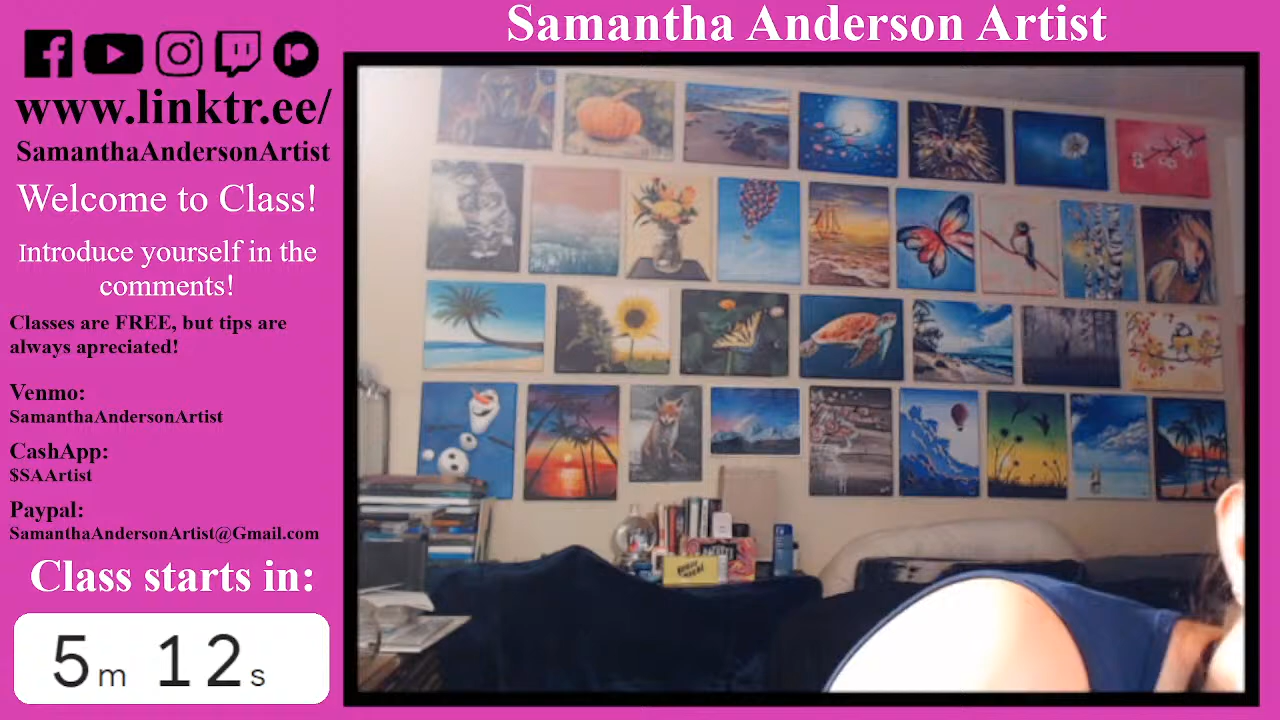 Samantha Anderson Artist
www.linktr.ee/
SamanthaAndersonArtist
Welcome to Class!
Introduce yourself in the
comments!
Classes are FREE, but tips are
always apreciated!
Venmo:
SamanthaAndersonArtist
CashApp:
$SAArtist
Paypal:
SamanthaAndersonArtist@Gmail.com
Class starts in:
5m 12s